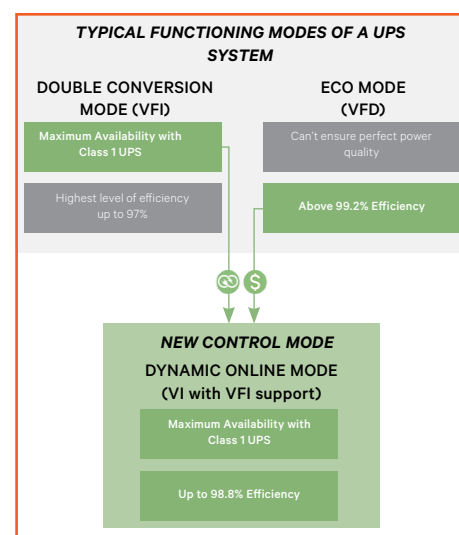 TYPICAL FUNCTIONING MODES OF A UPS
SYSTEM
DOUBLE CONVERSION
MODE (VFI)
Maximum Availability with
Class 1 UPS
Highest level of efficiency
up to 97%
ECO MODE
(VFD)
Can't ensure perfect power
quality
Above 99.2% Efficiency
$
NEW CONTROL MODE
DYNAMIC ONLINE MODE
(VI with VFI support)
Maximum Availability with
Class 1 UPS
Up to 98.8% Efficiency